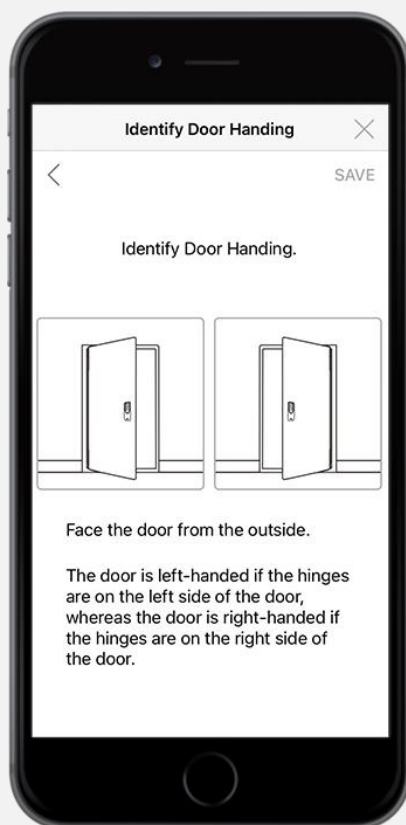 Identify Door Handing
SAVE
Identify Door Handing.
Face the door from the outside.
The door is left-handed if the hinges
are on the left side of the door,
whereas the door is right-handed if
the hinges are on the right side of
the door.